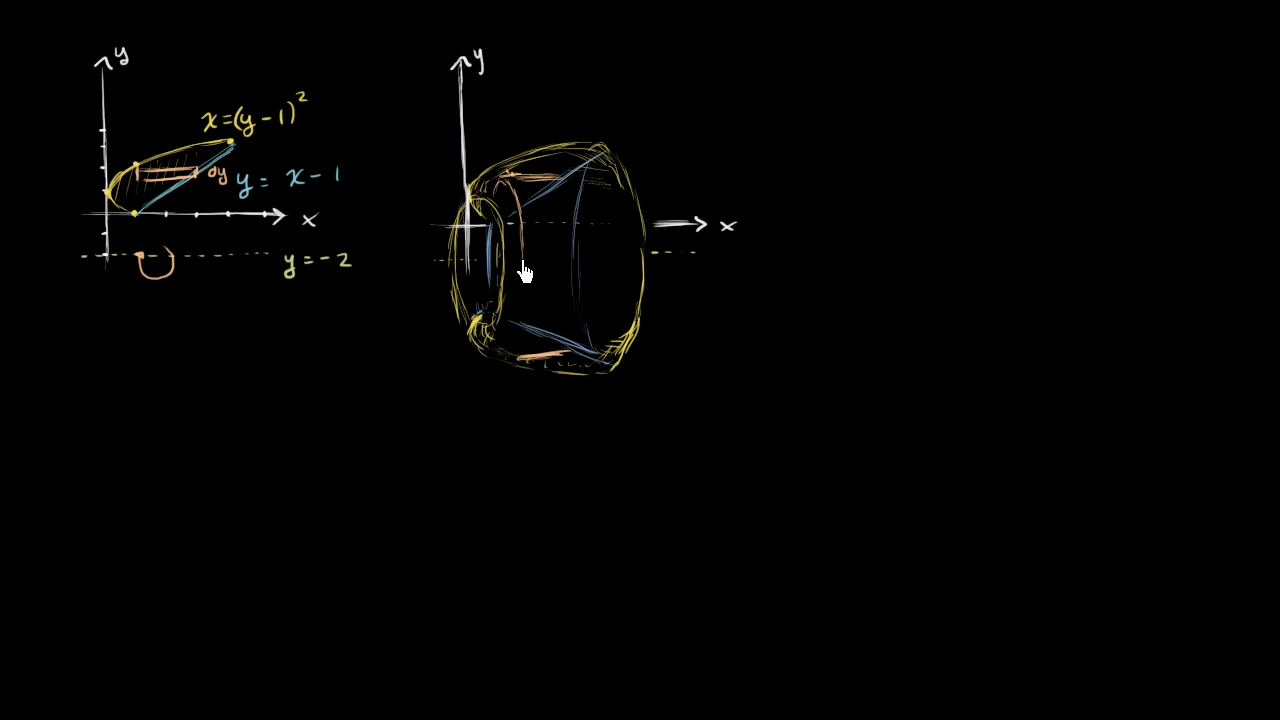 y
x=(y-1)²
dy
y = x-1
x
y=-2
y
x